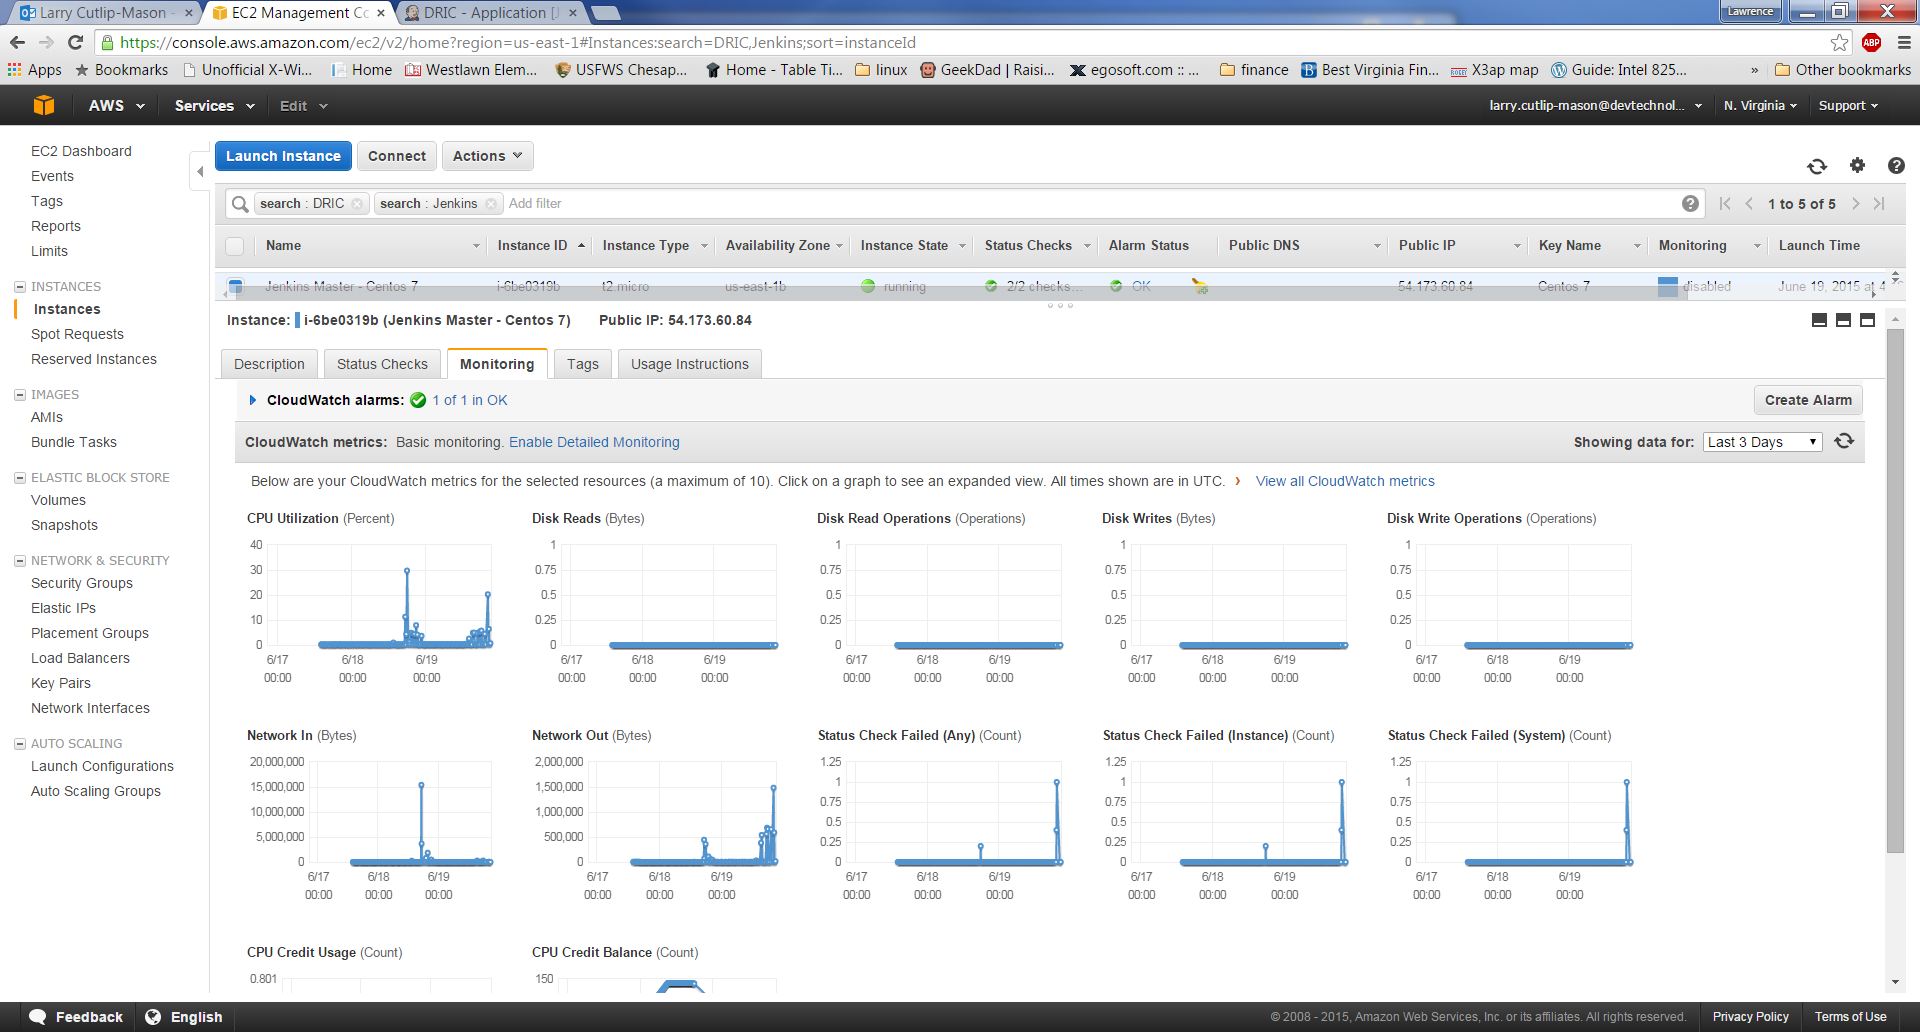 Larry Cutlip-Mason - EC2 Management Co DRIC - Application [J Lawrence
https://console.aws.amazon.com/ec2/v2/home?region=us-east-1#Instances:search=DRIC,Jenkins;sort=instanceId ABP
Apps Bookmarks Unofficial X-Wi... Home Westlawn Elem... USFWS Chesap... Home - Table Ti... linux GeekDad | Raisi... egosoft.com :: ... finance Best Virginia Fin... X3ap map Guide: Intel 825... » Other bookmarks
AWS Services Edit larry.cutlip-mason@devtechnol... N. Virginia Support
EC2 Dashboard
Events
Tags
Reports
Limits
INSTANCES
Instances
Spot Requests
Reserved Instances
IMAGES
AMIs
Bundle Tasks
ELASTIC BLOCK STORE
Volumes
Snapshots
NETWORK & SECURITY
Security Groups
Elastic IPs
Placement Groups
Load Balancers
Key Pairs
Network Interfaces
AUTO SCALING
Launch Configurations
Auto Scaling Groups
Launch Instance Connect Actions
search : DRIC search : Jenkins Add filter 1 to 5 of 5
Name Instance ID Instance Type Availability Zone Instance State Status Checks Alarm Status Public DNS Public IP Key Name Monitoring Launch Time
Jenkins Master - Centos 7 i-6be0319b t2.micro us-east-1b running 2/2 checks... OK 54.173.60.84 Centos 7 disabled June 19, 2015 at 4
Instance: i-6be0319b (Jenkins Master - Centos 7) Public IP: 54.173.60.84
Description Status Checks Monitoring Tags Usage Instructions
CloudWatch alarms: 1 of 1 in OK Create Alarm
CloudWatch metrics: Basic monitoring. Enable Detailed Monitoring Showing data for: Last 3 Days
Below are your CloudWatch metrics for the selected resources (a maximum of 10). Click on a graph to see an expanded view. All times shown are in UTC. › View all CloudWatch metrics
CPU Utilization (Percent) Disk Reads (Bytes) Disk Read Operations (Operations) Disk Writes (Bytes) Disk Write Operations (Operations)
40 1 1 1 1
30 0.75 0.75 0.75 0.75
20 0.5 0.5 0.5 0.5
10 0.25 0.25 0.25 0.25
0 0 0 0 0
6/17 6/18 6/19 6/17 6/18 6/19 6/17 6/18 6/19 6/17 6/18 6/19 6/17 6/18 6/19
00:00 00:00 00:00 00:00 00:00 00:00 00:00 00:00 00:00 00:00 00:00 00:00 00:00 00:00 00:00
Network In (Bytes) Network Out (Bytes) Status Check Failed (Any) (Count) Status Check Failed (Instance) (Count) Status Check Failed (System) (Count)
20,000,000 2,000,000 1.25 1.25 1.25
15,000,000 1,500,000 1 1 1
10,000,000 1,000,000 0.75 0.75 0.75
0.5 0.5 0.5
5,000,000 500,000 0.25 0.25 0.25
0 0 0 0 0
6/17 6/18 6/19 6/17 6/18 6/19 6/17 6/18 6/19 6/17 6/18 6/19 6/17 6/18 6/19
00:00 00:00 00:00 00:00 00:00 00:00 00:00 00:00 00:00 00:00 00:00 00:00 00:00 00:00 00:00
CPU Credit Usage (Count) CPU Credit Balance (Count)
0.801 150
Feedback English © 2008 - 2015, Amazon Web Services, Inc. or its affiliates. All rights reserved. Privacy Policy Terms of Use